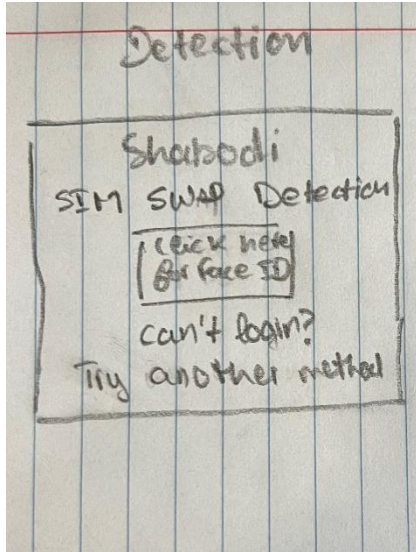 Detection
Shabodi
SIM SWAP Detection
click here
for face ID
can't login?
Try another method